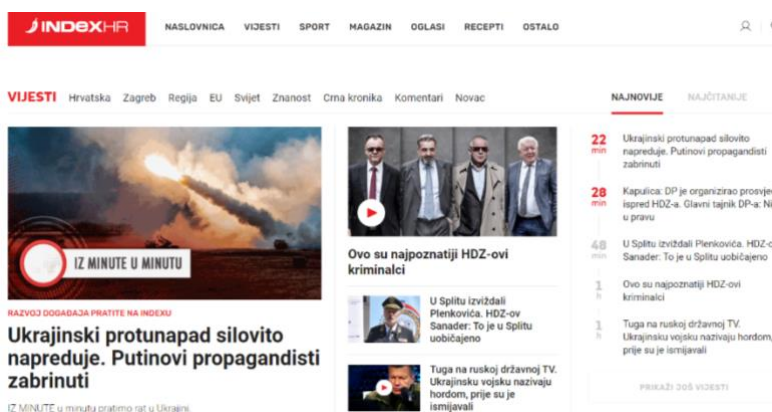 INDEXHR
NASLOVNICA VIJESTI SPORT MAGAZIN OGLASI RECEPTI OSTALO
VIJESTI Hrvatska Zagreb Regija EU Svijet Znanost Crna kronika Komentari Novac
IZ MINUTE U MINUTU
RAZVOJ DOGAĐAJA PRATITE NA INDEXU
Ukrajinski protunapad silovito
napreduje. Putinovi propagandisti
zabrinuti
IZ MINUTE u minutu pratimo rat u Ukrajini.
Ovo su najpoznatiji HDZ-ovi
kriminalci
U Splitu izviždali
Plenkovića. HDZ-ov
Sanader: To je u Splitu
uobičajeno
Tuga na ruskoj državnoj TV.
Ukrajinsku vojsku nazivaju
hordom, prije su je
ismijavali
NAJNOVIJE NAJČITANIJE
22 min
Ukrajinski protunapad silovito
napreduje. Putinovi propagandisti
zabrinuti
28 min
Kapulica: DP je organizirao prosvje
ispred HDZ-a. Glavni tajnik DP-a: Ni
u pravu
48 min
U Splitu izviždali Plenkovića. HDZ-o
Sanader: To je u Splitu uobičajeno
1 h
Ovo su najpoznatiji HDZ-ovi
kriminalci
1 h
Tuga na ruskoj državnoj TV.
Ukrajinsku vojsku nazivaju hordom,
prije su je ismijavali
PRIKAŽI JOŠ VIJESTI